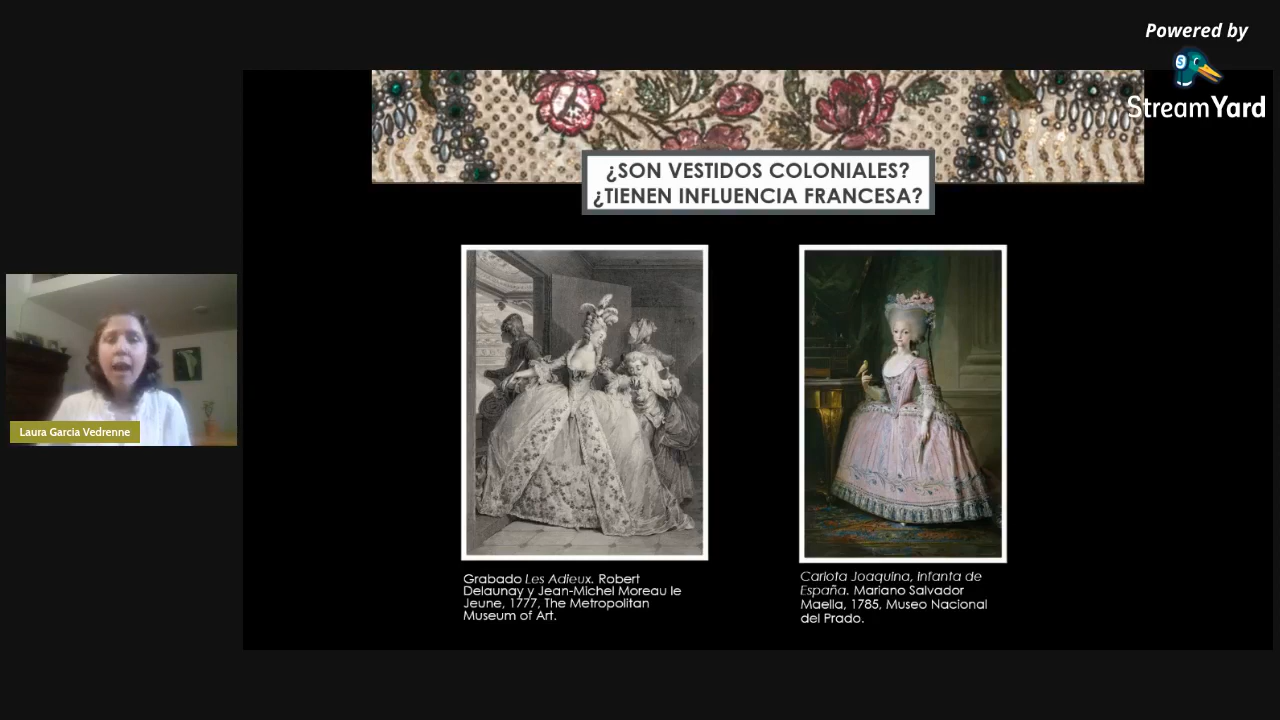 Powered by
StreamYard
¿SON VESTIDOS COLONIALES?
¿TIENEN INFLUENCIA FRANCESA?
Laura Garcia Vedrenne
Grabado Les Adieux. Robert
Delaunay y Jean-Michel Moreau le
Jeune, 1777, The Metropolitan
Museum of Art.
Carlota Joaquina, infanta de
España. Mariano Salvador
Maella, 1785, Museo Nacional
del Prado.